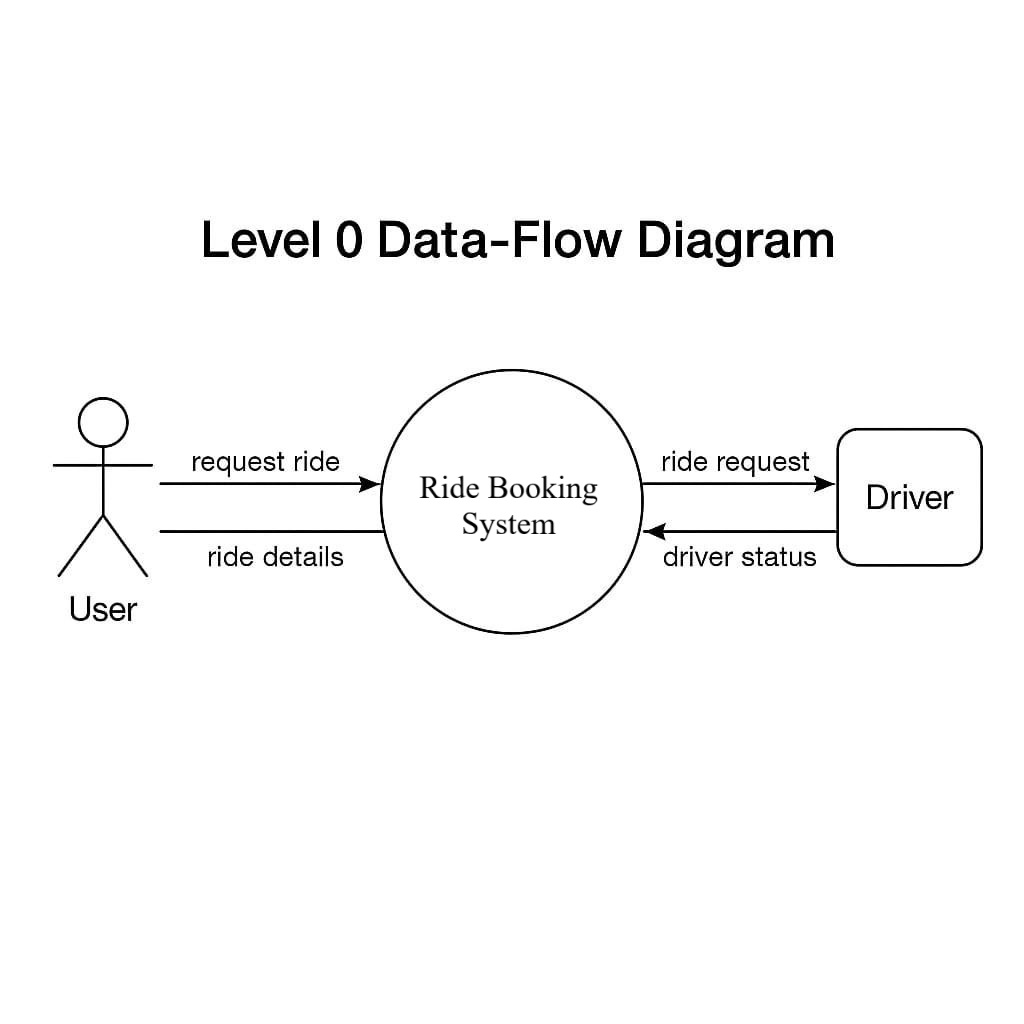 Level 0 Data-Flow Diagram
request ride
ride details
User
Ride Booking
System
ride request
driver status
Driver